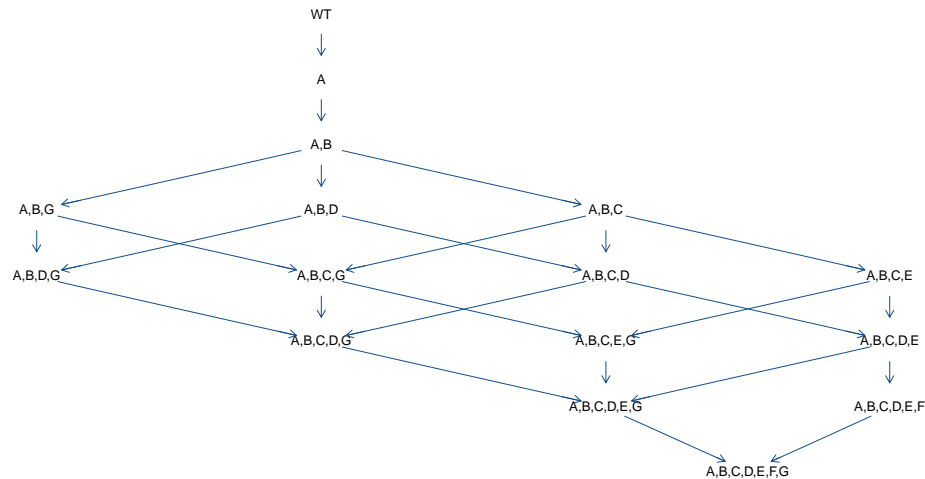 WT
A
A,B
A,B,G
A,B,D
A,B,C
A,B,D,G
A,B,C,G
A,B,C,D
A,B,C,E
A,B,C,D,G
A,B,C,E,G
A,B,C,D,E
A,B,C,D,E,G
A,B,C,D,E,F
A,B,C,D,E,F,G